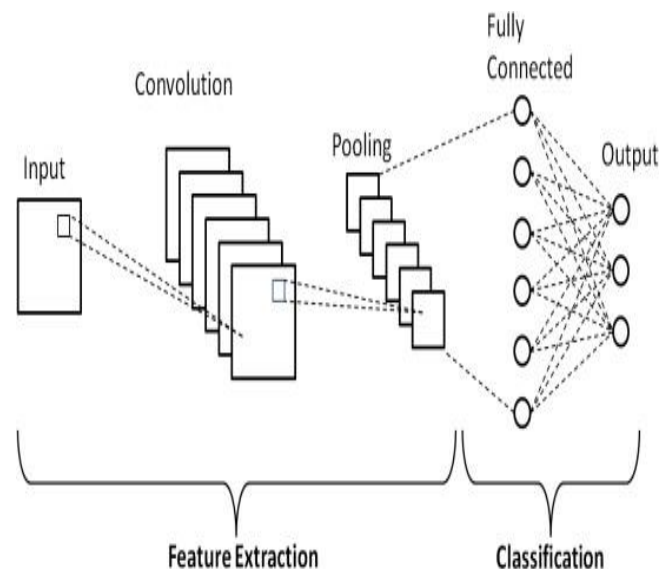 Input
Convolution
Pooling
Fully
Connected
Output
Feature Extraction
Classification